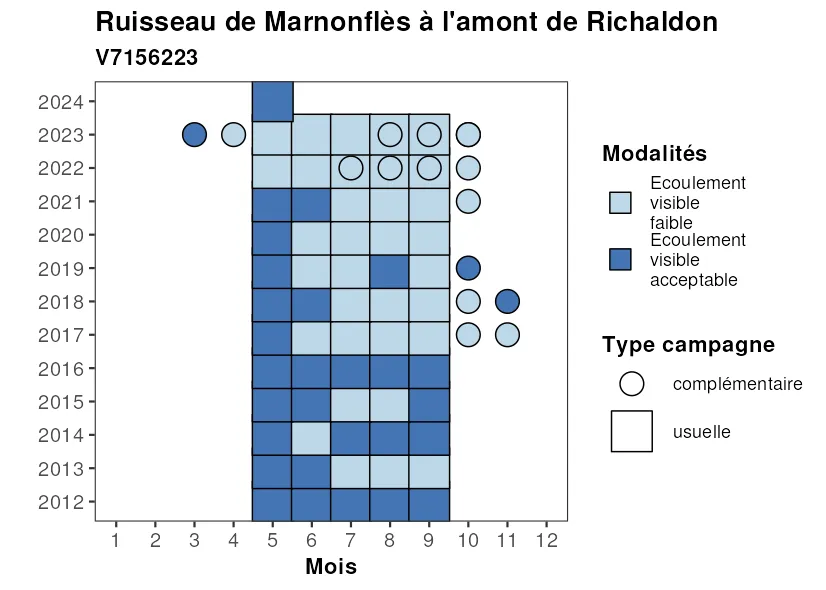 Ruisseau de Marnonflès à l'amont de Richaldon
V7156223
2024
2023
2022
2021
2020
2019
2018
2017
2016
2015
2014
2013
2012
1 2 3 4 5 6 7 8 9 10 11 12
Mois
Modalités
Ecoulement
visible
faible
Ecoulement
visible
acceptable
Type campagne
complémentaire
usuelle